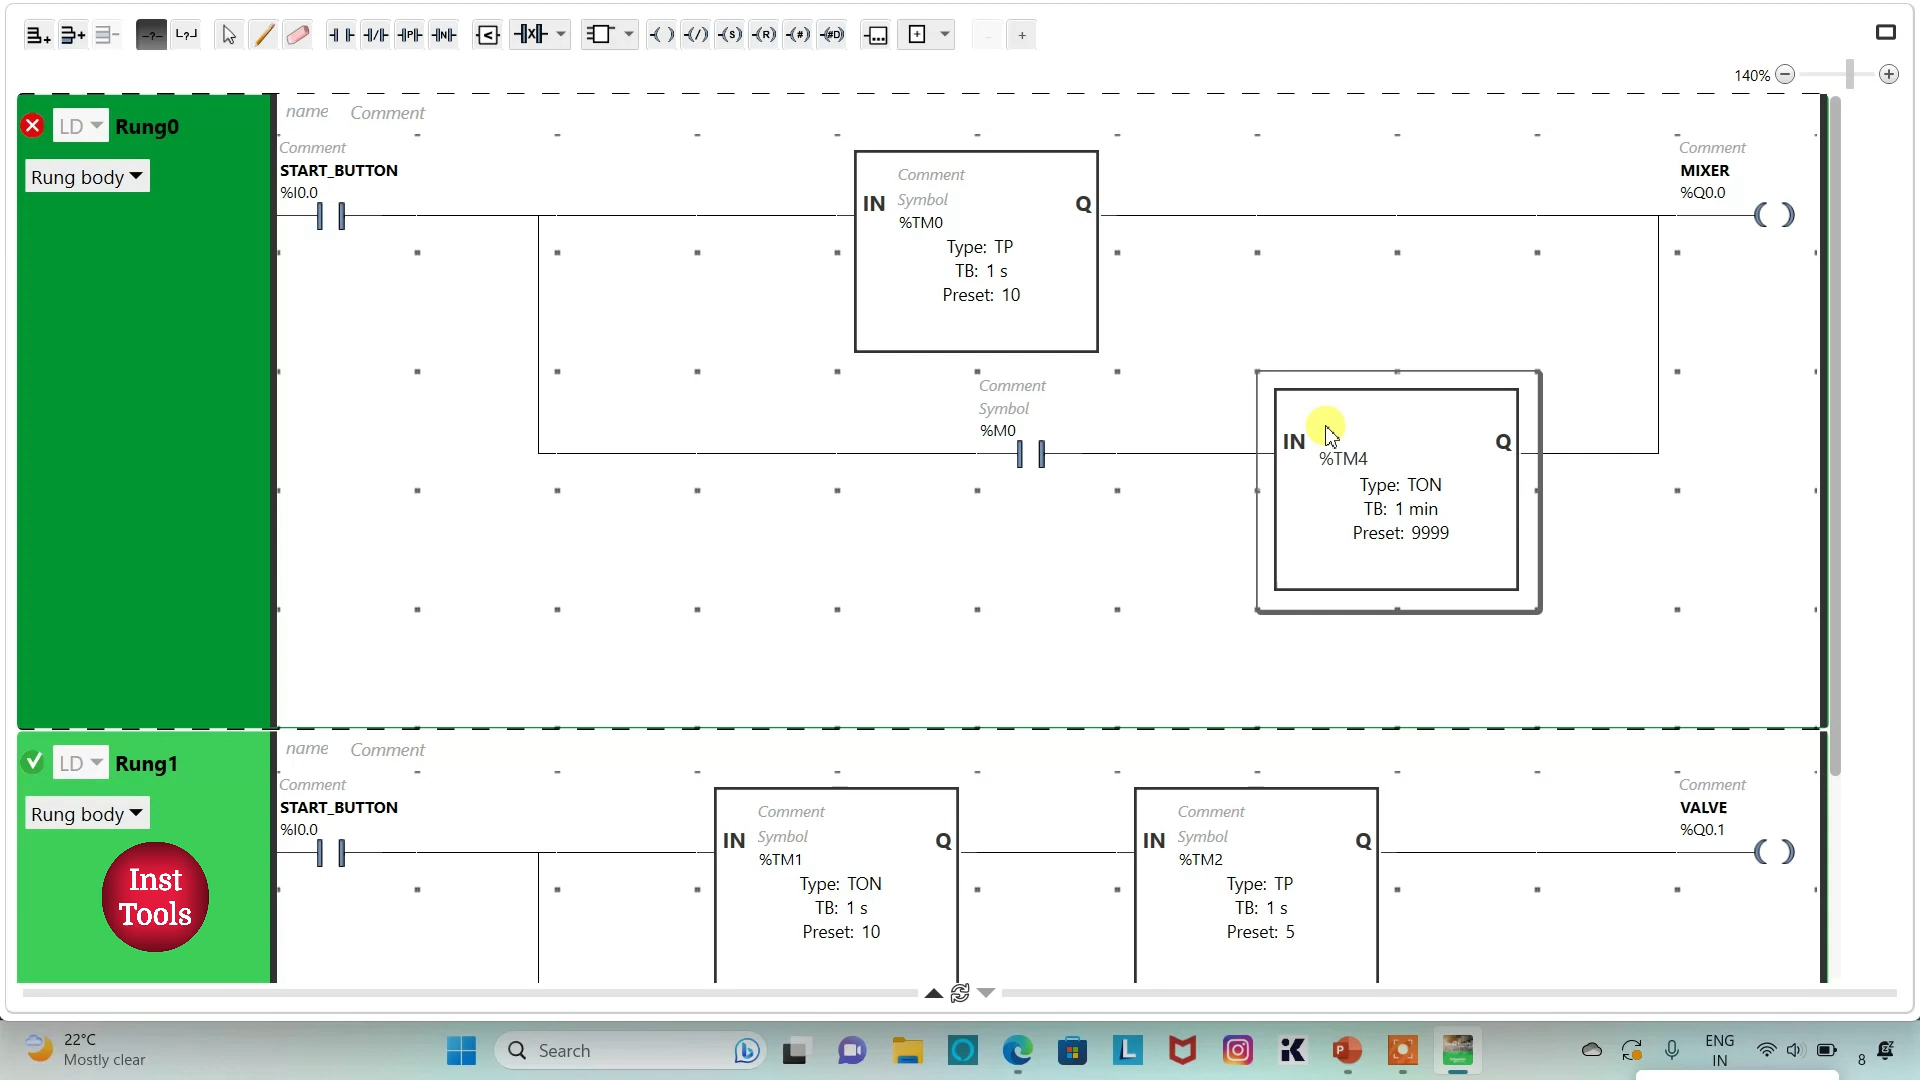 140%
LD Rung0
name Comment
Rung body
Comment
START_BUTTON
%I0.0
Comment
Symbol
IN Q
%TM0
Type: TP
TB: 1 s
Preset: 10
Comment
MIXER
%Q0.0
Comment
Symbol
%M0
IN Q
%TM4
Type: TON
TB: 1 min
Preset: 9999
LD Rung1
name Comment
Rung body
Comment
START_BUTTON
%I0.0
Comment
Symbol
IN Q
%TM1
Type: TON
TB: 1 s
Preset: 10
Comment
Symbol
IN Q
%TM2
Type: TP
TB: 1 s
Preset: 5
Comment
VALVE
%Q0.1
Inst
Tools
22°C
Mostly clear
Search
ENG
IN
8